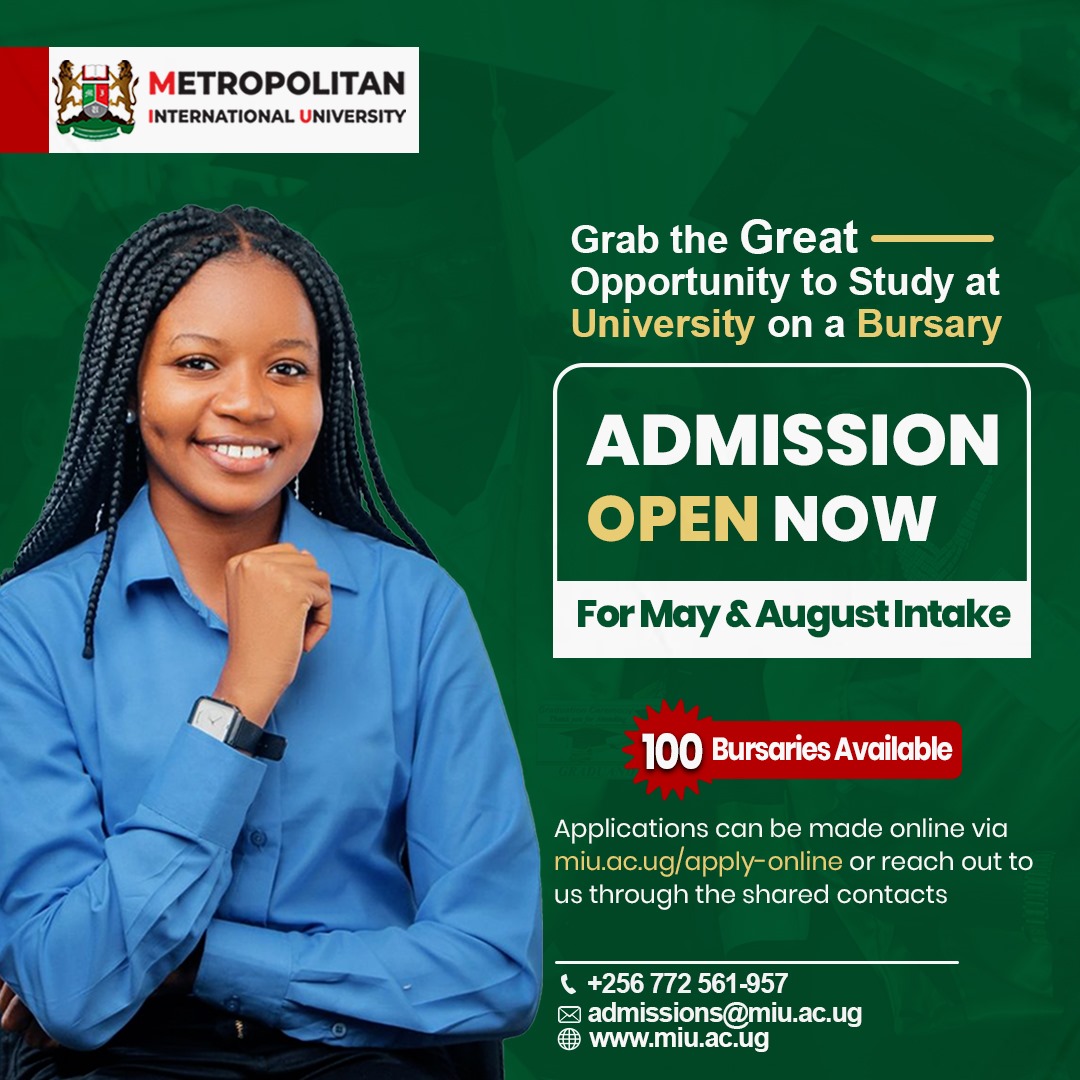 METROPOLITAN
INTERNATIONAL UNIVERSITY
Grab the Great
Opportunity to Study at
University on a Bursary
ADMISSION
OPEN NOW
For May & August Intake
100 Bursaries Available
Applications can be made online via
miu.ac.ug/apply-online or reach out to
us through the shared contacts
+256 772 561-957
admissions@miu.ac.ug
www.miu.ac.ug